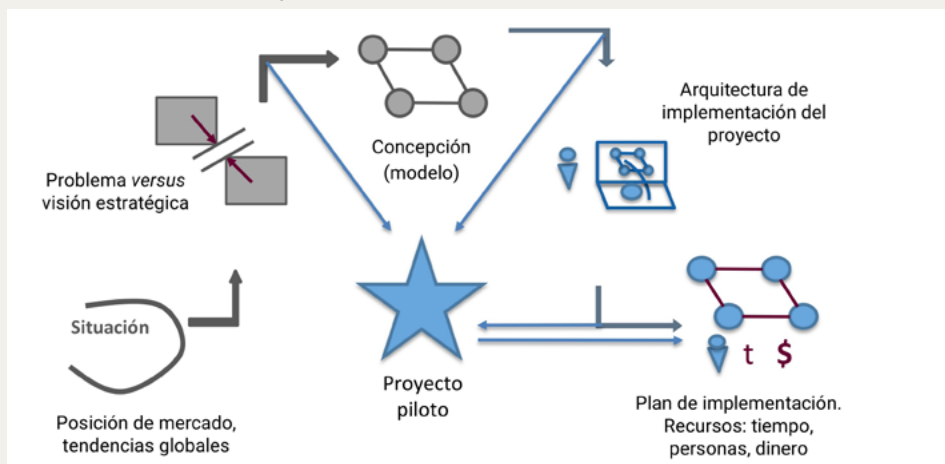 Concepción
(modelo)
Arquitectura de
implementación del
proyecto
Problema versus
visión estratégica
Situación
Posición de mercado,
tendencias globales
Proyecto
piloto
t $
Plan de implementación.
Recursos: tiempo,
personas, dinero